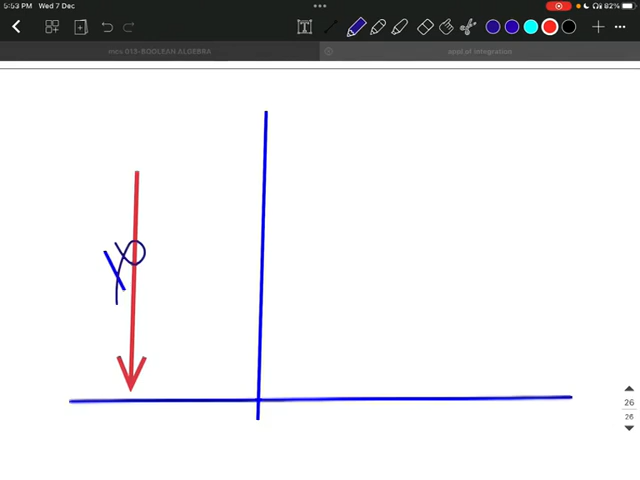 5:53 PM Wed 7 Dec
82%
mcs 013-BOOLEAN ALGEBRA
appl.of integration
26
26